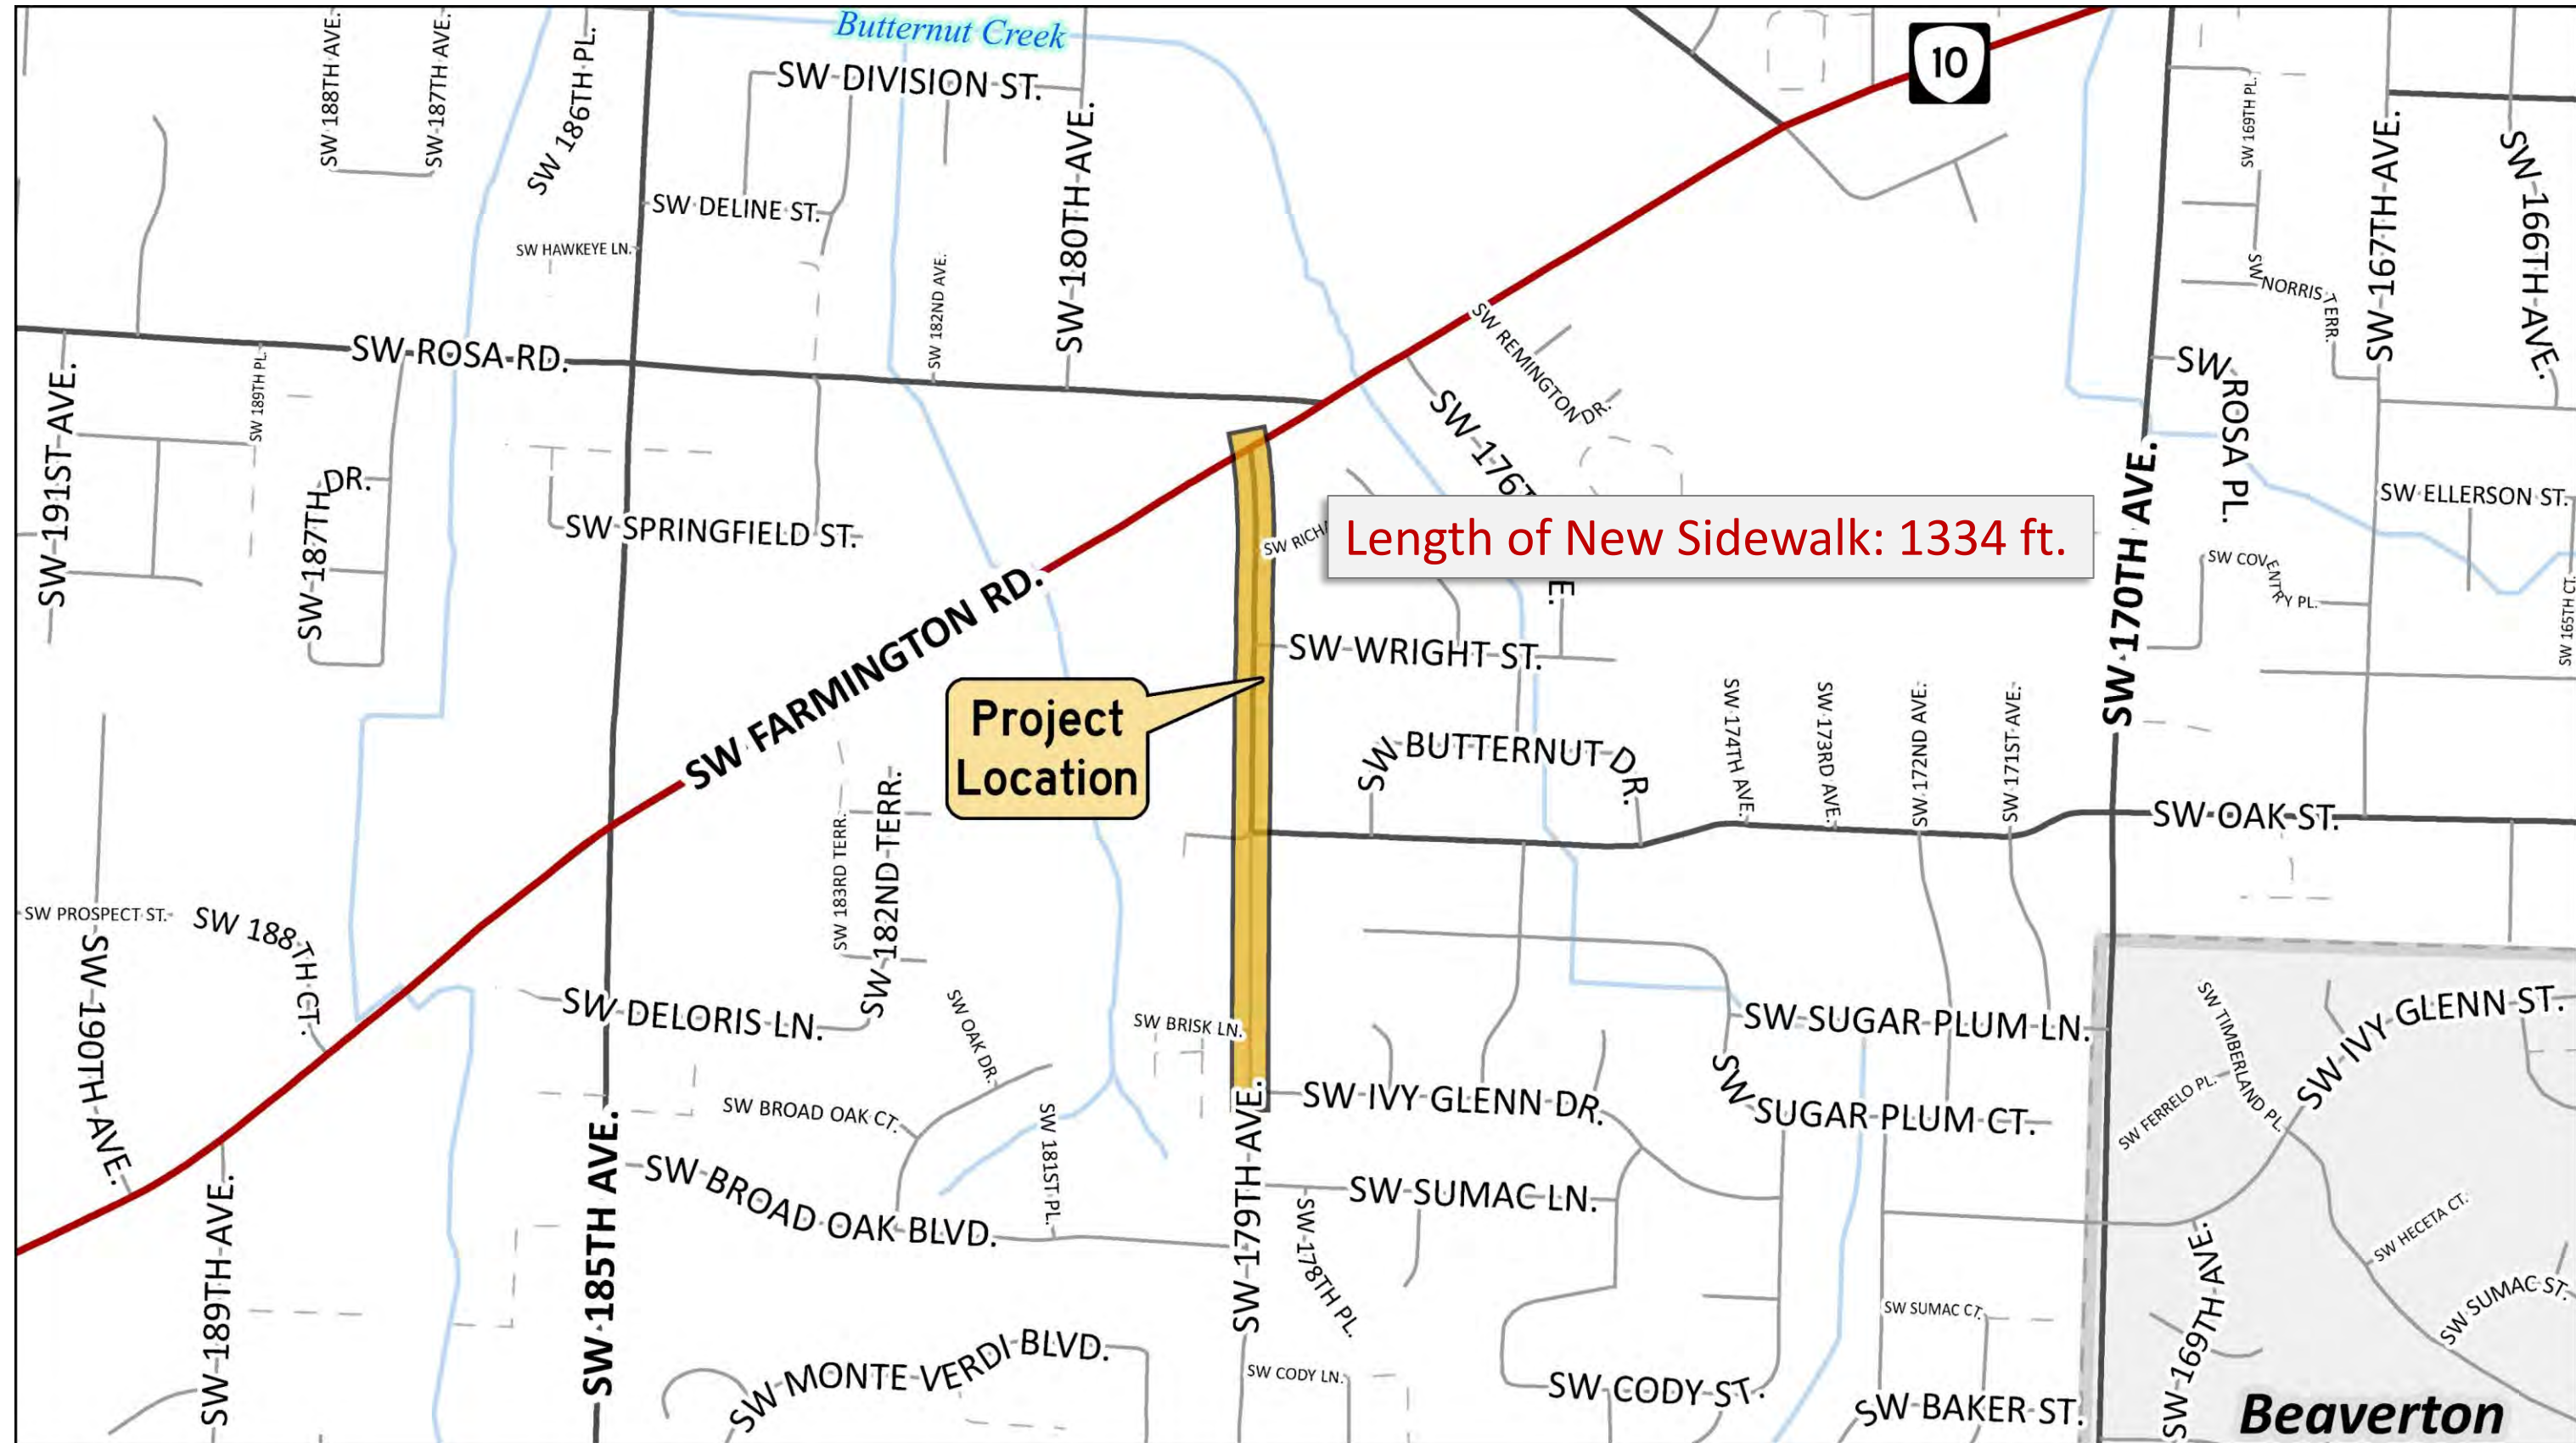 SW 188TH AVE.
SW 187TH AVE.
SW 186TH PL.
Butternut Creek
SW DIVISION ST.
10
SW 169TH PL.
SW 167TH AVE.
SW 166TH AVE.
SW 180TH AVE.
SW DELINE ST.
SW HAWKEYE LN.
SW 182ND AVE.
SW NORRIS TERR.
SW REMINGTON DR.
SW ROSA RD.
SW 191ST AVE.
SW 189TH PL.
SW 187TH DR.
SW SPRINGFIELD ST.
SW 176T
E.
SW RICH
Length of New Sidewalk: 1334 ft.
SW ROSA PL.
SW 170TH AVE.
SW ELLERSON ST.
SW COVENTRY PL.
SW 165TH CT.
SW FARMINGTON RD.
SW WRIGHT ST.
Project
Location
SW BUTTERNUT DR.
SW 174TH AVE.
SW 173RD AVE.
SW 172ND AVE.
SW 171ST AVE.
SW OAK ST.
SW 183RD TERR.
SW 182ND TERR.
SW PROSPECT ST.
SW 188TH CT.
SW 190TH AVE.
SW DELORIS LN.
SW OAK DR.
SW BRISK LN.
SW SUGAR PLUM LN.
SW TIMBERLAND PL.
SW IVY GLENN ST.
SW BROAD OAK CT.
SW 181ST PL.
SW IVY GLENN DR.
SW SUGAR PLUM CT.
SW FERRELO PL.
SW 185TH AVE.
SW BROAD OAK BLVD.
SW 179TH AVE.
SW SUMAC LN.
SW 178TH PL.
SW HECETA CT.
SW 189TH AVE.
SW SUMAC CT.
SW 169TH AVE.
SW SUMAC ST.
SW MONTE VERDI BLVD.
SW CODY LN.
SW CODY ST.
SW BAKER ST.
Beaverton